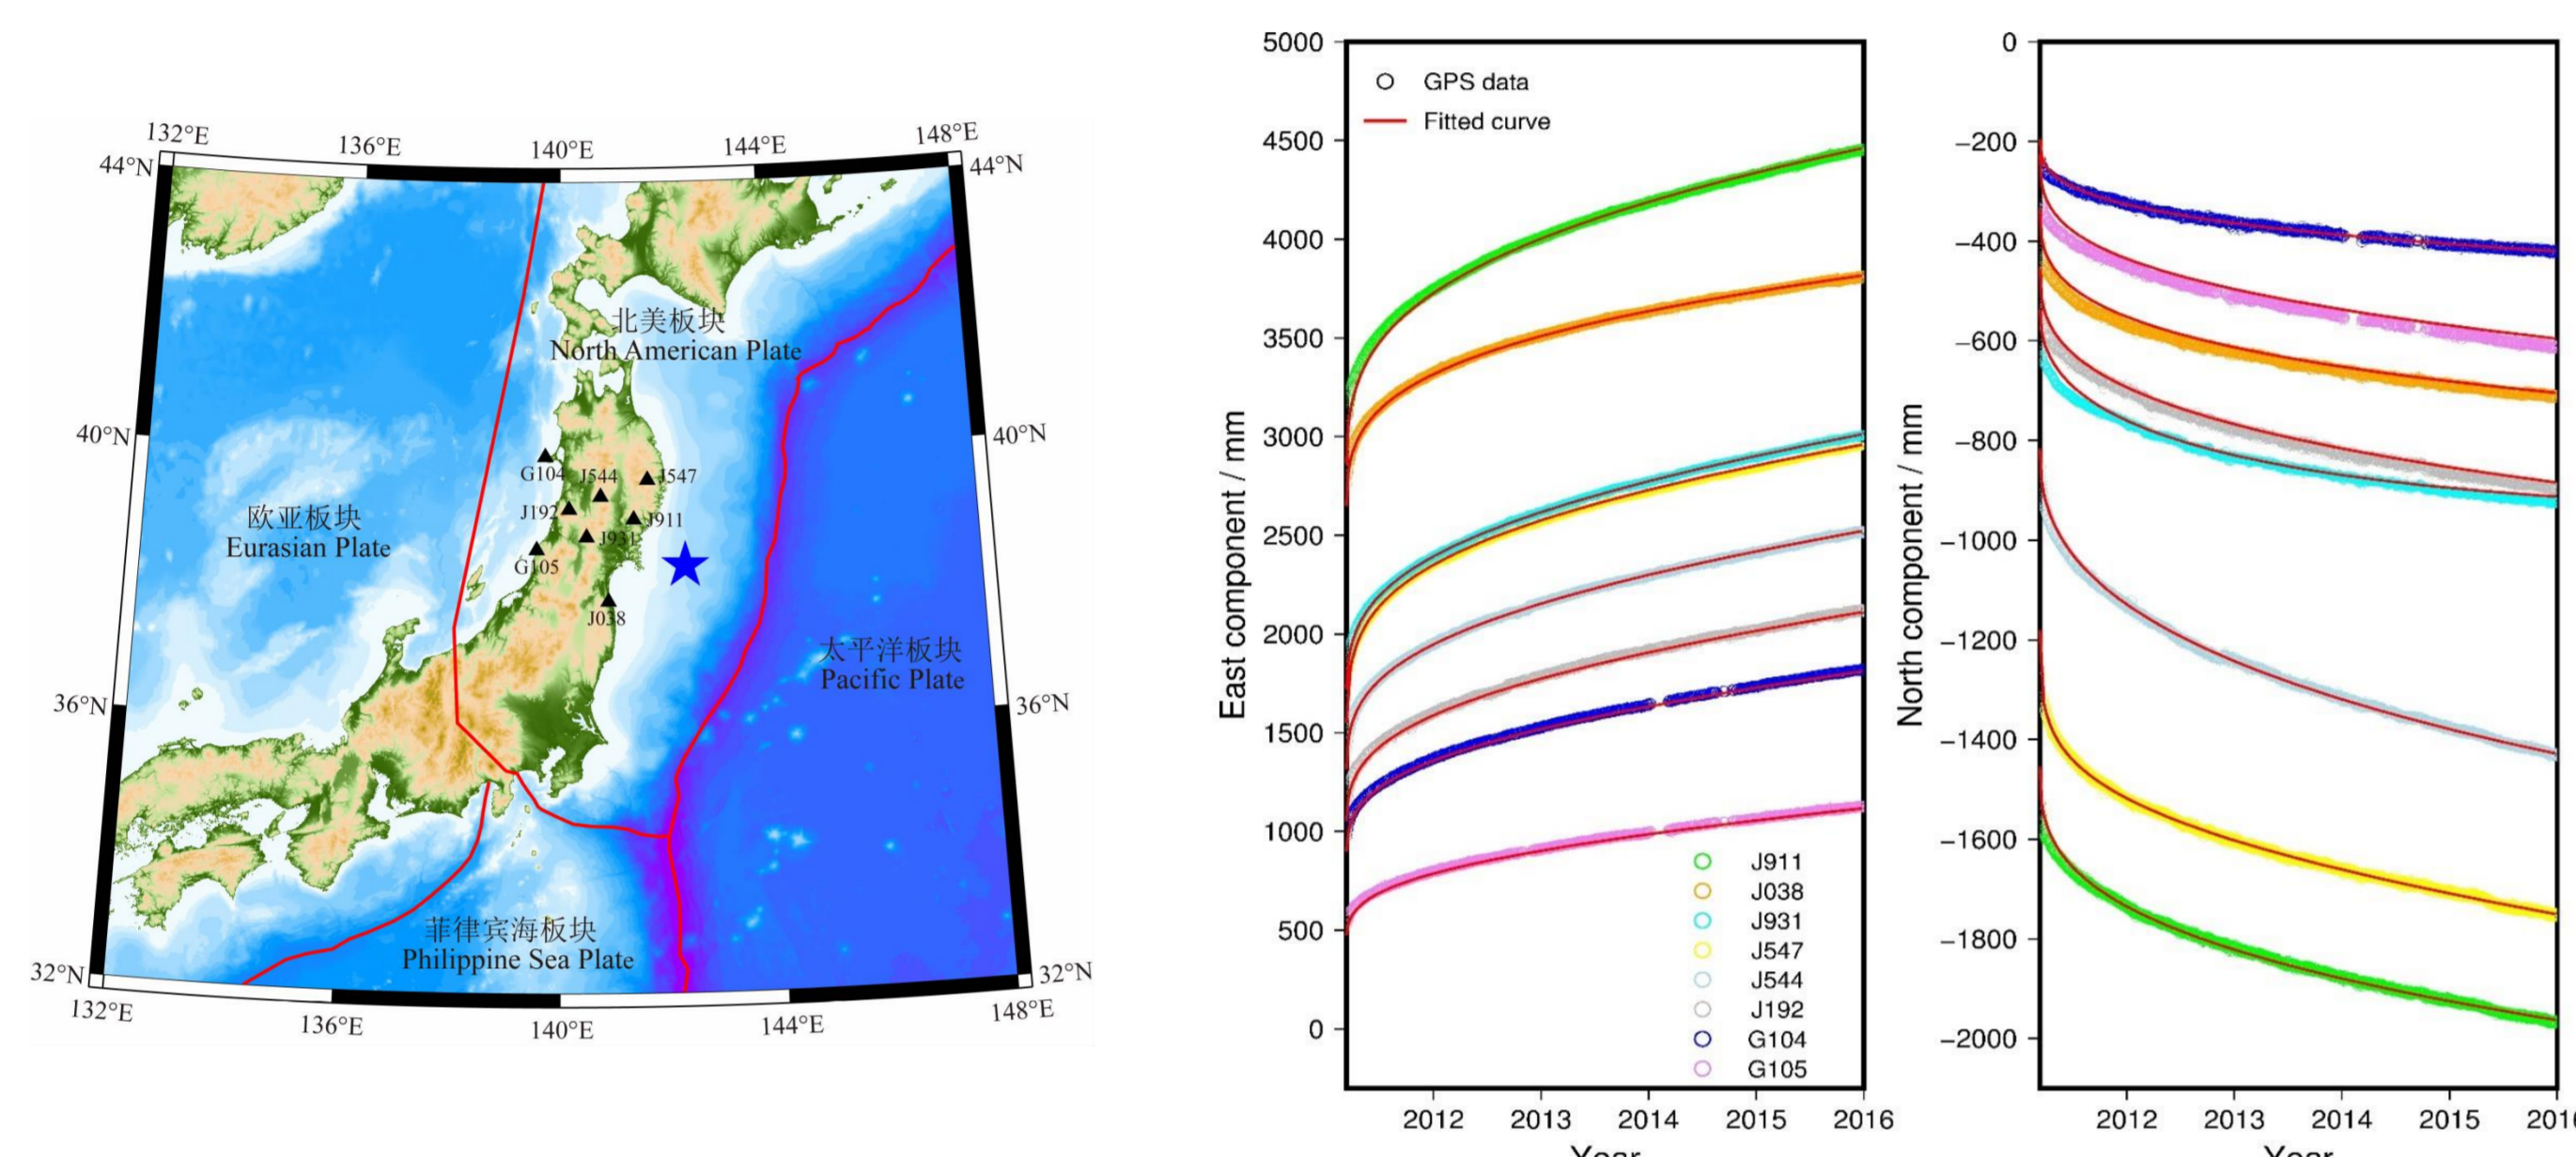 132°E
136°E
140°E
144°E
148°E
44°N
44°N
北美板块
North American Plate
40°N
40°N
G104
J544
J547
J192
J911
欧亚板块
Eurasian Plate
J931
G105
J038
太平洋板块
Pacific Plate
36°N
36°N
菲律宾海板块
Philippine Sea Plate
32°N
32°N
132°E
136°E
140°E
144°E
148°E
East component / mm
5000
4500
4000
3500
3000
2500
2000
1500
1000
500
0
GPS data
Fitted curve
J911
J038
J931
J547
J544
J192
G104
G105
2012
2013
2014
2015
2016
North component / mm
0
−200
−400
−600
−800
−1000
−1200
−1400
−1600
−1800
−2000
2012
2013
2014
2015